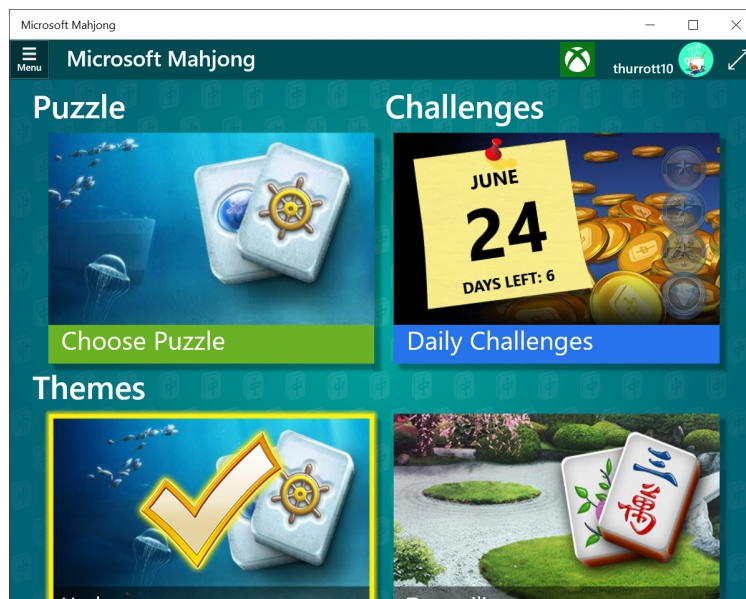 Microsoft Mahjong
Menu
Microsoft Mahjong
thurrott10
Puzzle
Challenges
JUNE
24
DAYS LEFT: 6
Choose Puzzle
Daily Challenges
Themes